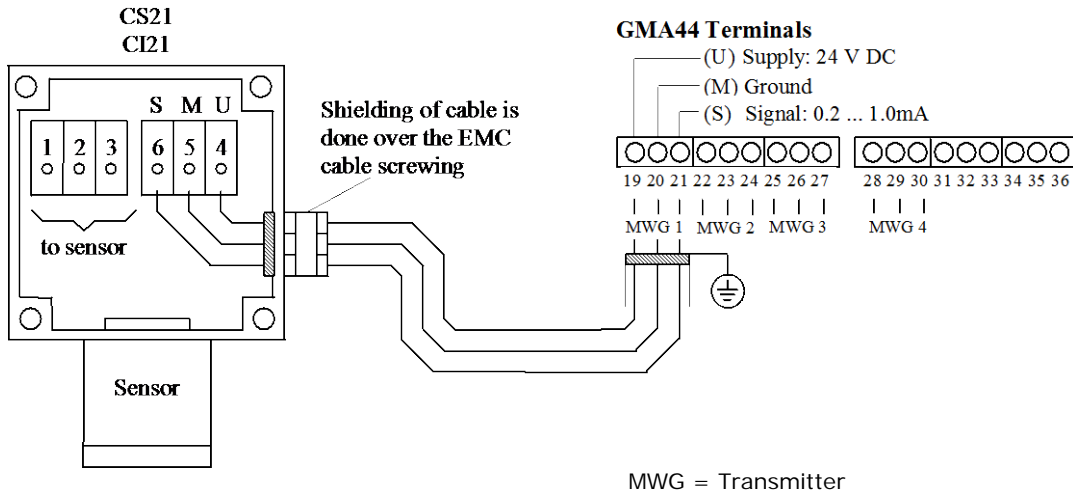 CS21
CI21
S M U
1 2 3 6 5 4
to sensor
Sensor
Shielding of cable is
done over the EMC
cable screwing
GMA44 Terminals
(U) Supply: 24 V DC
(M) Ground
(S) Signal: 0.2 ... 1.0mA
19 20 21 22 23 24 25 26 27 28 29 30 31 32 33 34 35 36
MWG 1 MWG 2 MWG 3 MWG 4
MWG = Transmitter